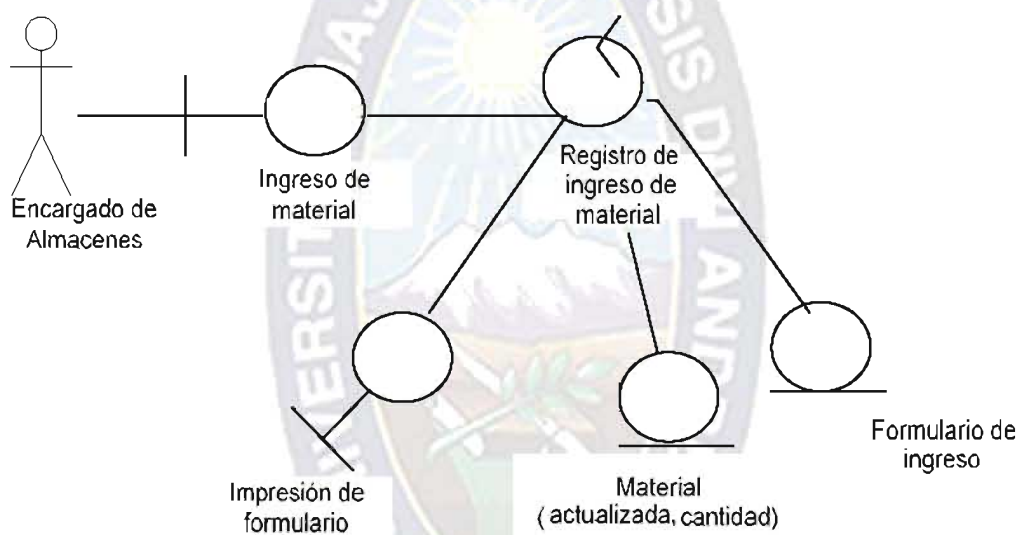 Encargado de
Almacenes
Ingreso de
material
Registro de
ingreso de
material
Impresión de
formulario
Material
( actualizada, cantidad)
Formulario de
ingreso